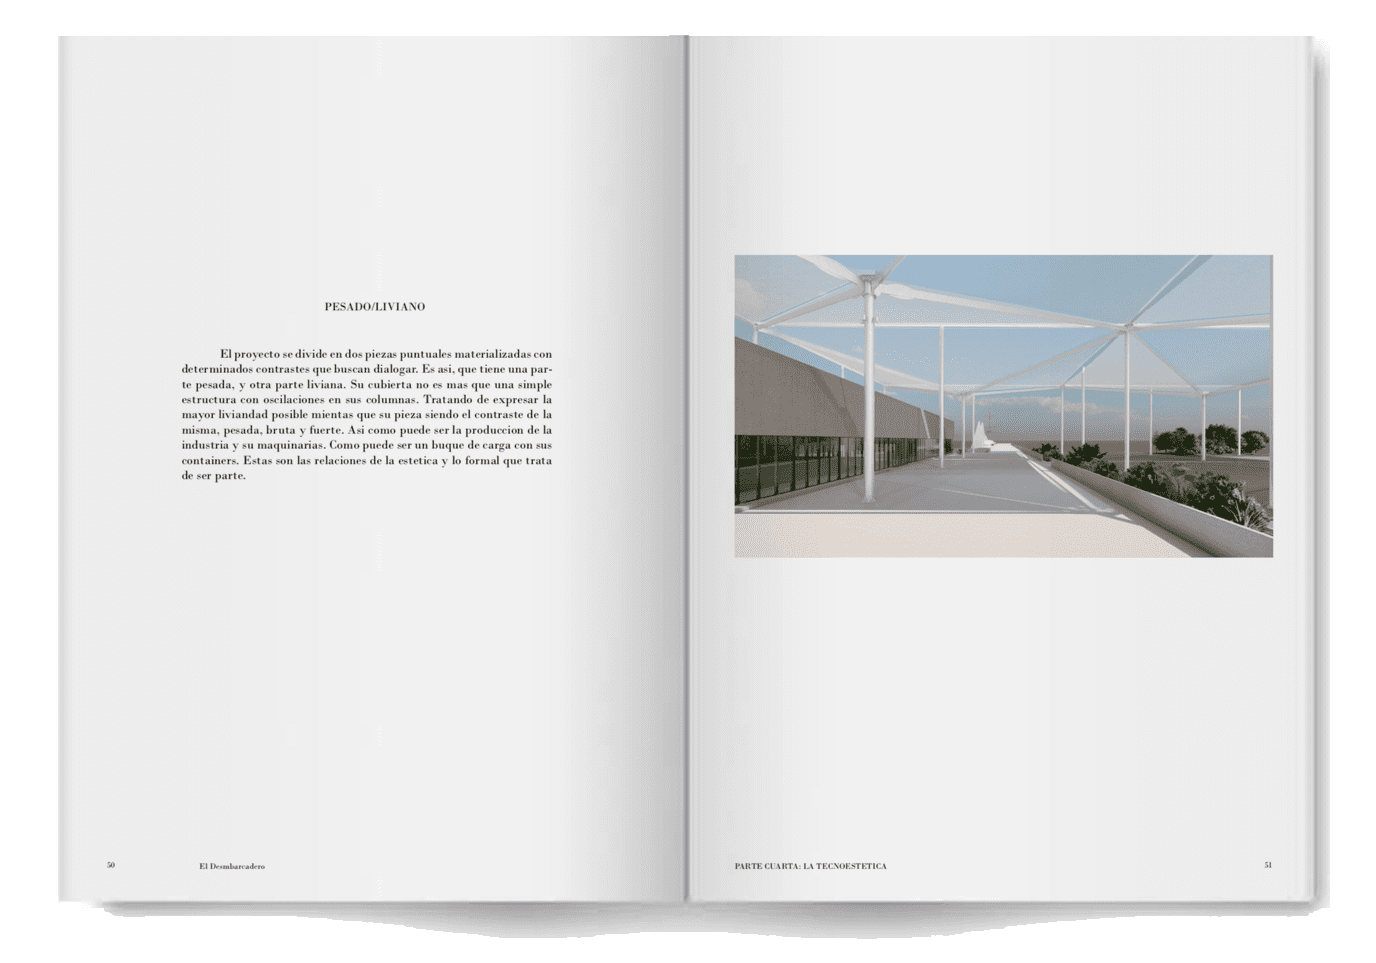 PESADO/LIVIANO
El proyecto se divide en dos piezas puntuales materializadas con
determinados contrastes que buscan dialogar. Es asi, que tiene una par-
te pesada, y otra parte liviana. Su cubierta no es mas que una simple
estructura con oscilaciones en sus columnas. Tratando de expresar la
mayor liviandad posible mientas que su pieza siendo el contraste de la
misma, pesada, bruta y fuerte. Asi como puede ser la produccion de la
industria y su maquinarias. Como puede ser un buque de carga con sus
containers. Estas son las relaciones de la estetica y lo formal que trata
de ser parte.
50 El Desmbarcadero
PARTE CUARTA: LA TECNOESTETICA 51